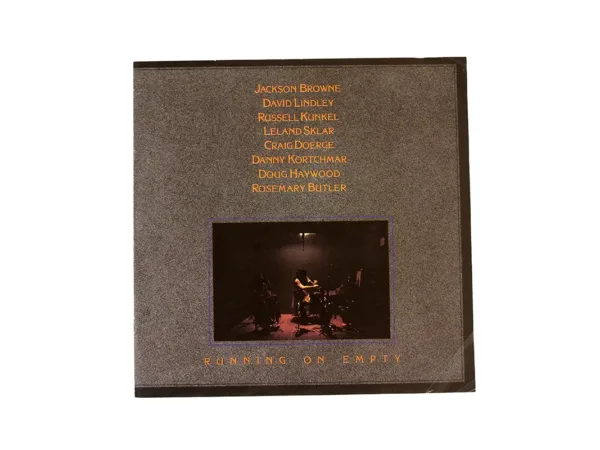 JACKSON BROWNE
DAVID LINDLEY
RUSSELL KUNKEL
LELAND SKLAR
CRAIG DOERGE
DANNY KORTCHMAR
DOUG HAYWOOD
ROSEMARY BUTLER
RUNNING ON EMPTY